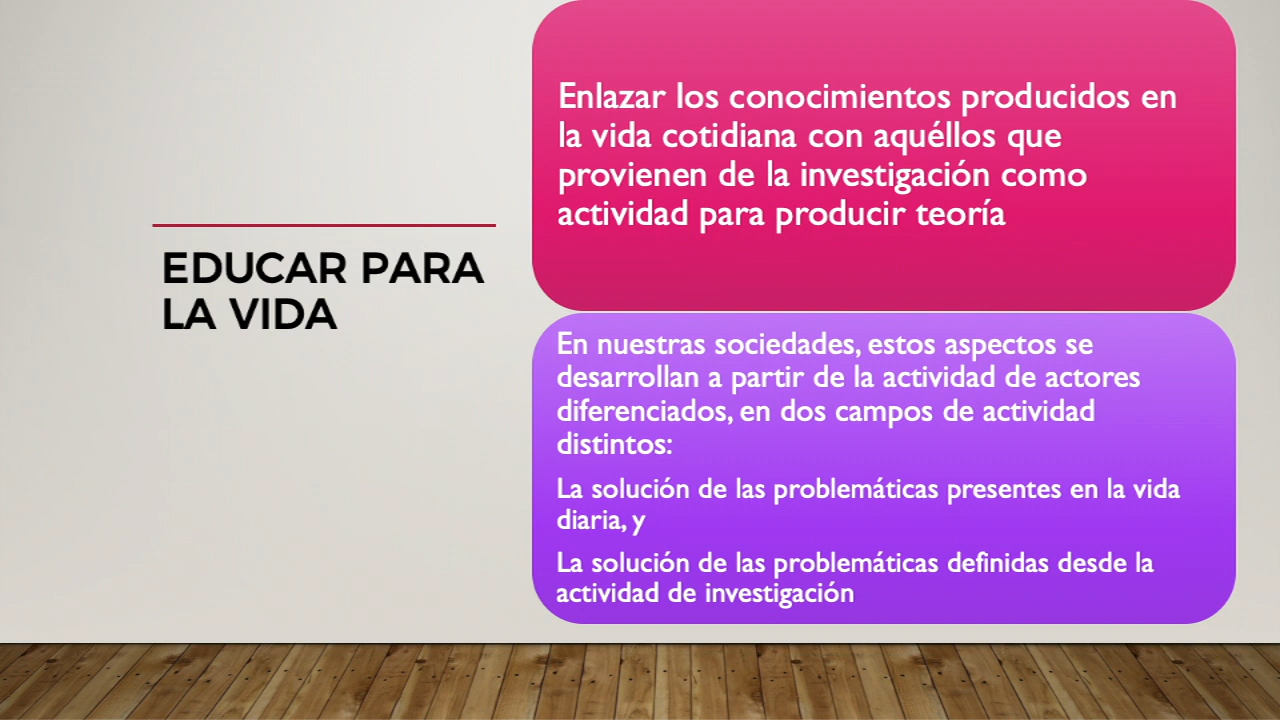 EDUCAR PARA
LA VIDA
Enlazar los conocimientos producidos en
la vida cotidiana con aquéllos que
provienen de la investigación como
actividad para producir teoría
En nuestras sociedades, estos aspectos se
desarrollan a partir de la actividad de actores
diferenciados, en dos campos de actividad
distintos:
La solución de las problemáticas presentes en la vida
diaria, y
La solución de las problemáticas definidas desde la
actividad de investigación